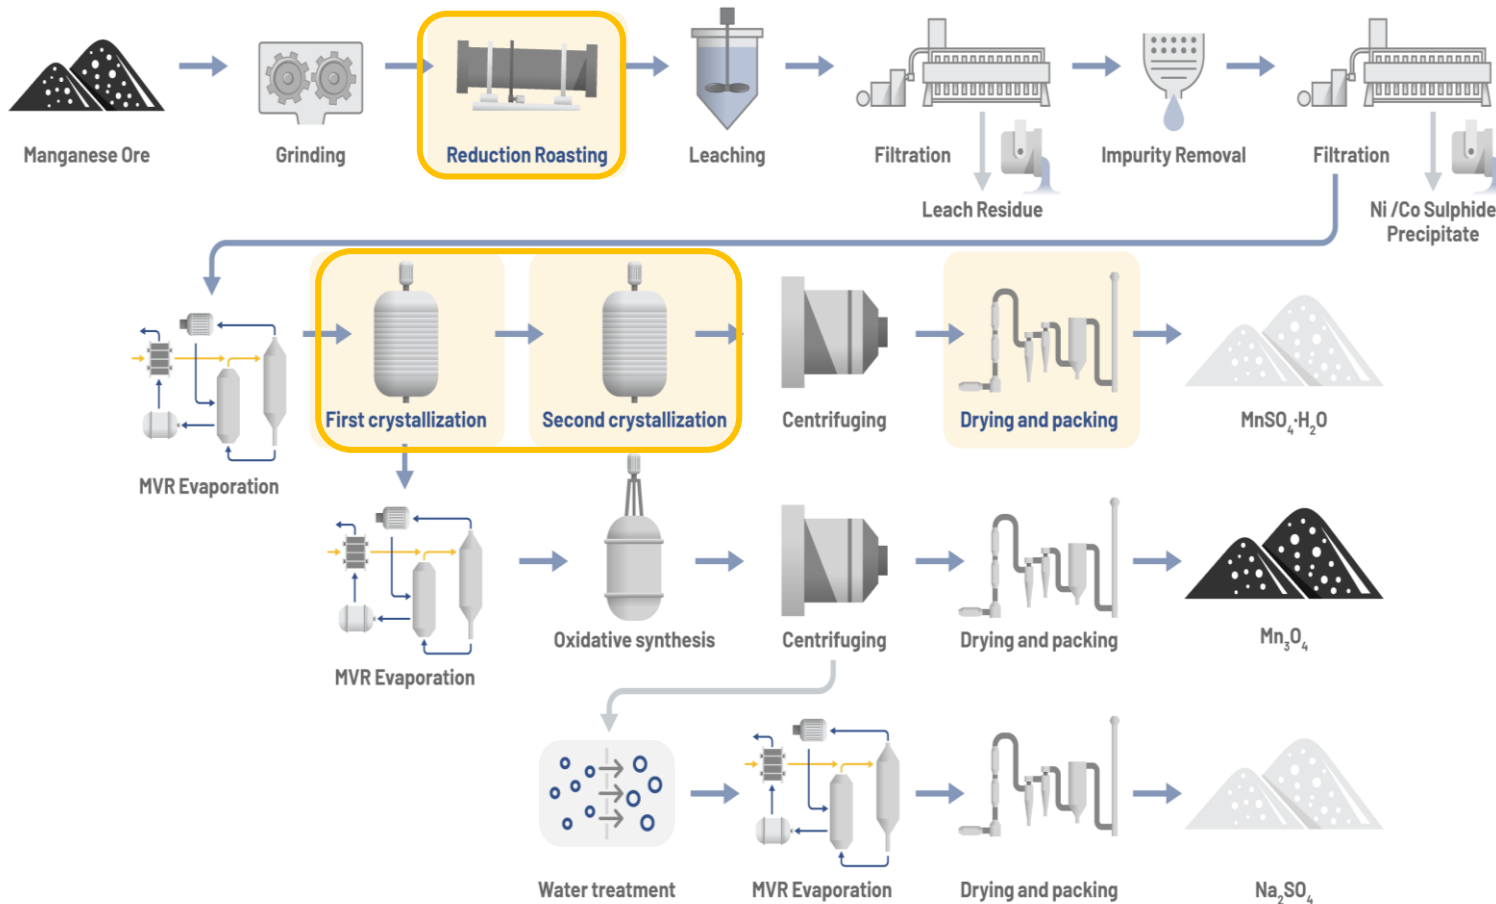 Manganese Ore
Grinding
Reduction Roasting
Leaching
Filtration
Impurity Removal
Filtration
Leach Residue
Ni /Co Sulphide
Precipitate
First crystallization
Second crystallization
Centrifuging
Drying and packing
MnSO₄·H₂O
MVR Evaporation
Oxidative synthesis
Centrifuging
Drying and packing
Mn₃O₄
MVR Evaporation
Water treatment
MVR Evaporation
Drying and packing
Na₂SO₄